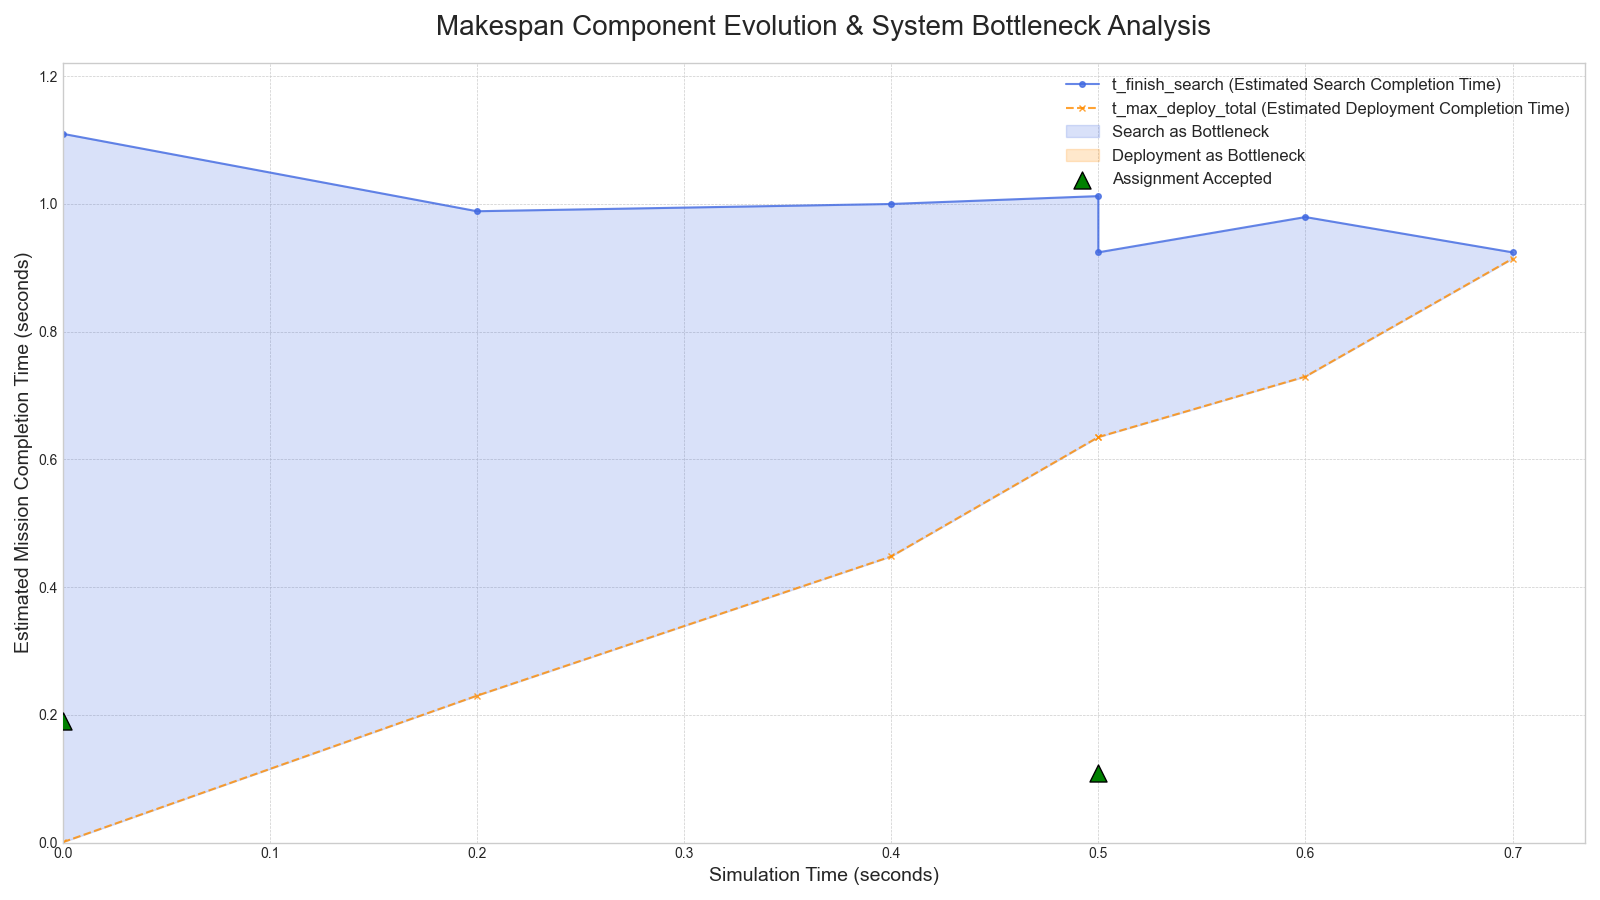 Makespan Component Evolution & System Bottleneck Analysis
t_finish_search (Estimated Search Completion Time)
t_max_deploy_total (Estimated Deployment Completion Time)
Search as Bottleneck
Deployment as Bottleneck
Assignment Accepted
Estimated Mission Completion Time (seconds)
1.2
1.0
0.8
0.6
0.4
0.2
0.0
0.0 0.1 0.2 0.3 0.4 0.5 0.6 0.7
Simulation Time (seconds)